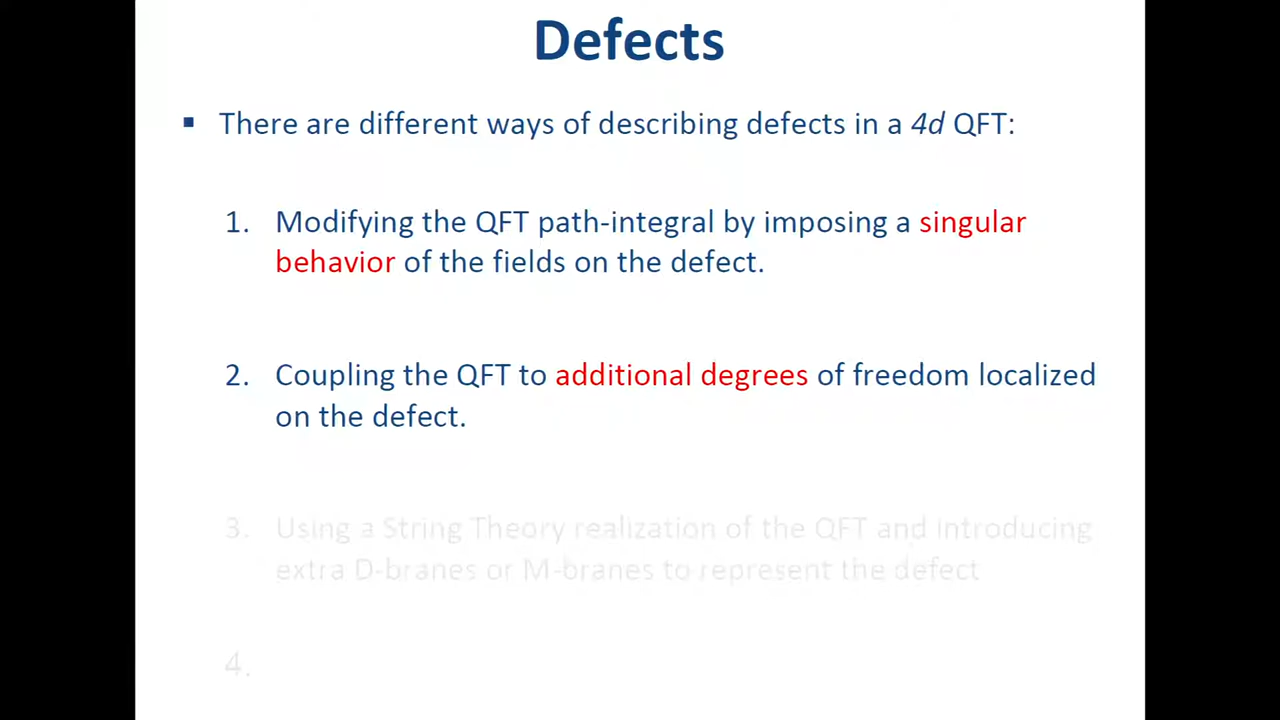 Defects
▪ There are different ways of describing defects in a 4d QFT:
1. Modifying the QFT path-integral by imposing a singular
behavior of the fields on the defect.
2. Coupling the QFT to additional degrees of freedom localized
on the defect.
3. Using a String Theory realization of the QFT and introducing
extra D-branes or M-branes to represent the defect
4.